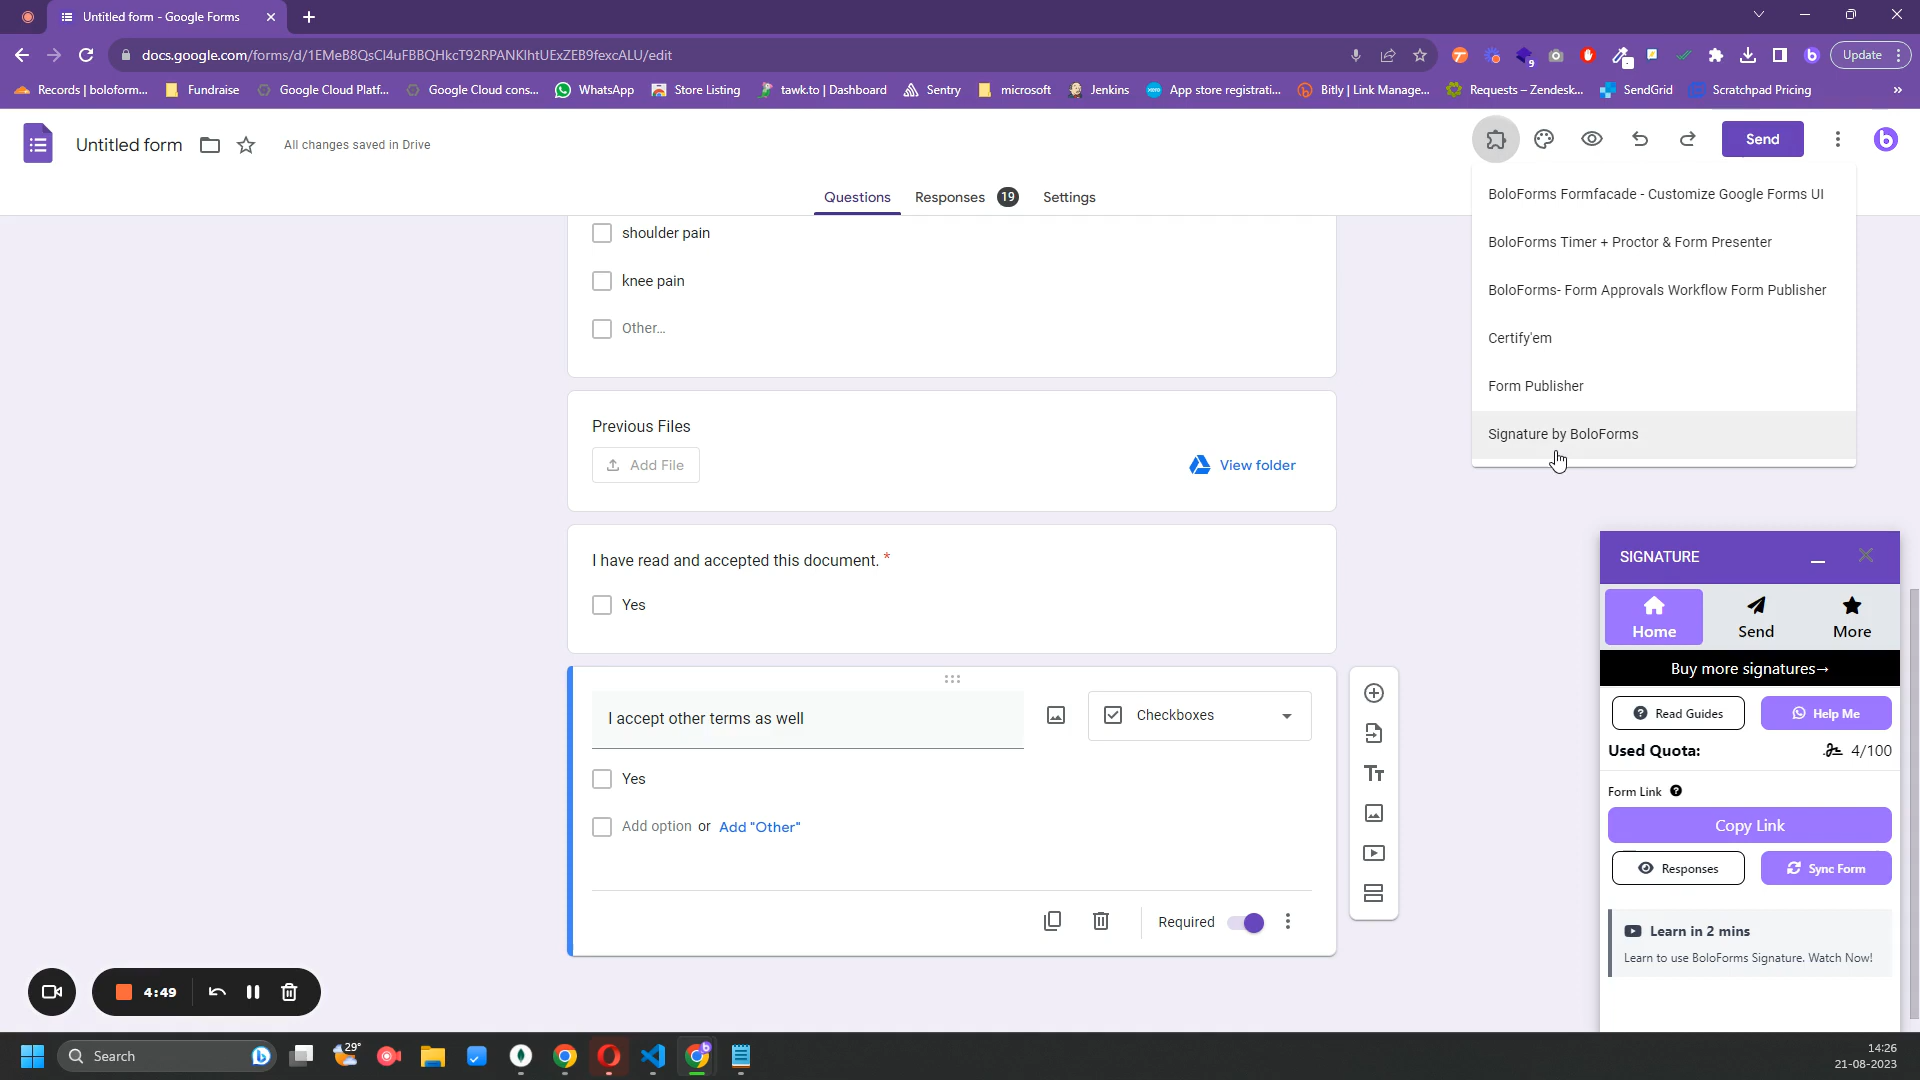 Untitled form - Google Forms
docs.google.com/forms/d/1EMeB8QsCl4uFBBQHkcT92RPANKlhtUExZEB9fexcALU/edit
9
Update
Records | boloform...
Fundraise
Google Cloud Platf...
Google Cloud cons...
WhatsApp
Store Listing
tawk.to | Dashboard
Sentry
microsoft
Jenkins
App store registrati...
Bitly | Link Manage...
Requests – Zendesk...
SendGrid
Scratchpad Pricing
»
Untitled form
All changes saved in Drive
Send
Questions
Responses 19
Settings
BoloForms Formfacade - Customize Google Forms UI
BoloForms Timer + Proctor & Form Presenter
BoloForms- Form Approvals Workflow Form Publisher
Certify'em
Form Publisher
Signature by BoloForms
shoulder pain
knee pain
Other...
Previous Files
Add File
View folder
I have read and accepted this document. *
Yes
I accept other terms as well
Checkboxes
Yes
Add option or Add "Other"
Required
SIGNATURE
Home
Send
More
Buy more signatures→
Read Guides
Help Me
Used Quota: 4/100
Form Link
Copy Link
Responses
Sync Form
Learn in 2 mins
Learn to use BoloForms Signature. Watch Now!
4:49
Search
29°
14:26
21-08-2023